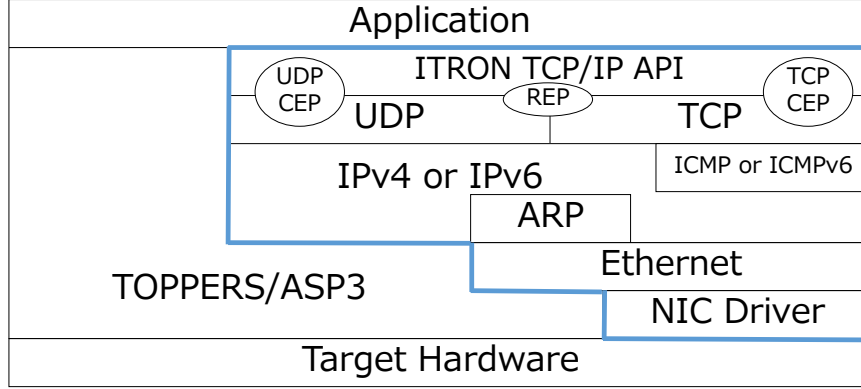 Application
ITRON TCP/IP API
UDP
CEP
REP
TCP
CEP
UDP
TCP
IPv4 or IPv6
ICMP or ICMPv6
ARP
Ethernet
TOPPERS/ASP3
NIC Driver
Target Hardware